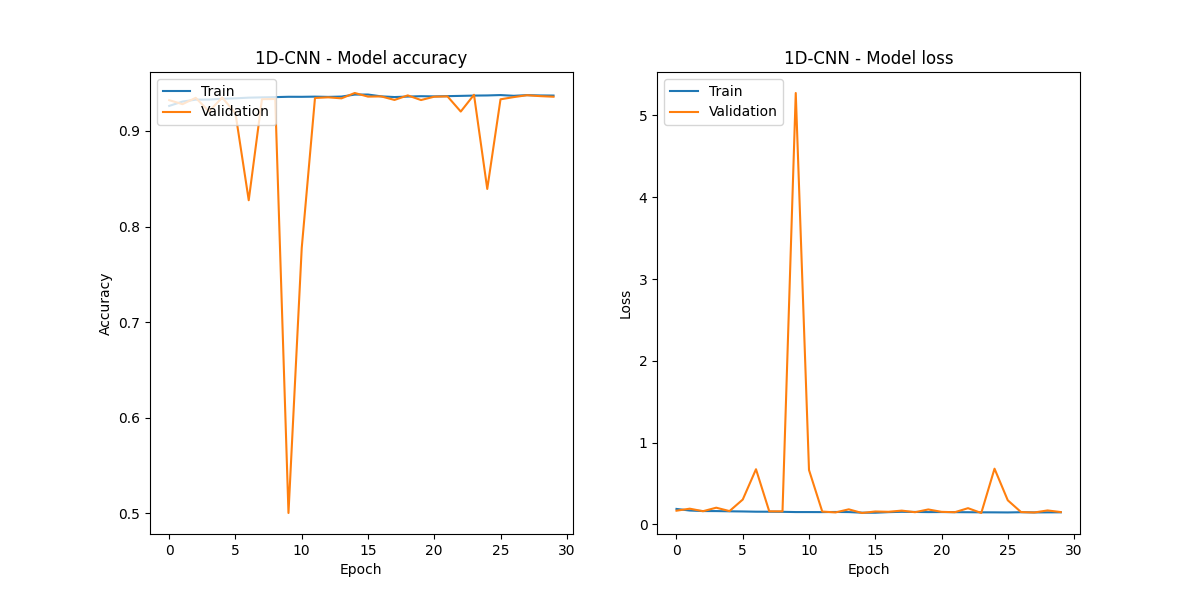 1D-CNN - Model accuracy
Train
Validation
0.9
0.8
0.7
0.6
0.5
Accuracy
0 5 10 15 20 25 30
Epoch
1D-CNN - Model loss
Train
Validation
5
4
3
2
1
0
Loss
0 5 10 15 20 25 30
Epoch